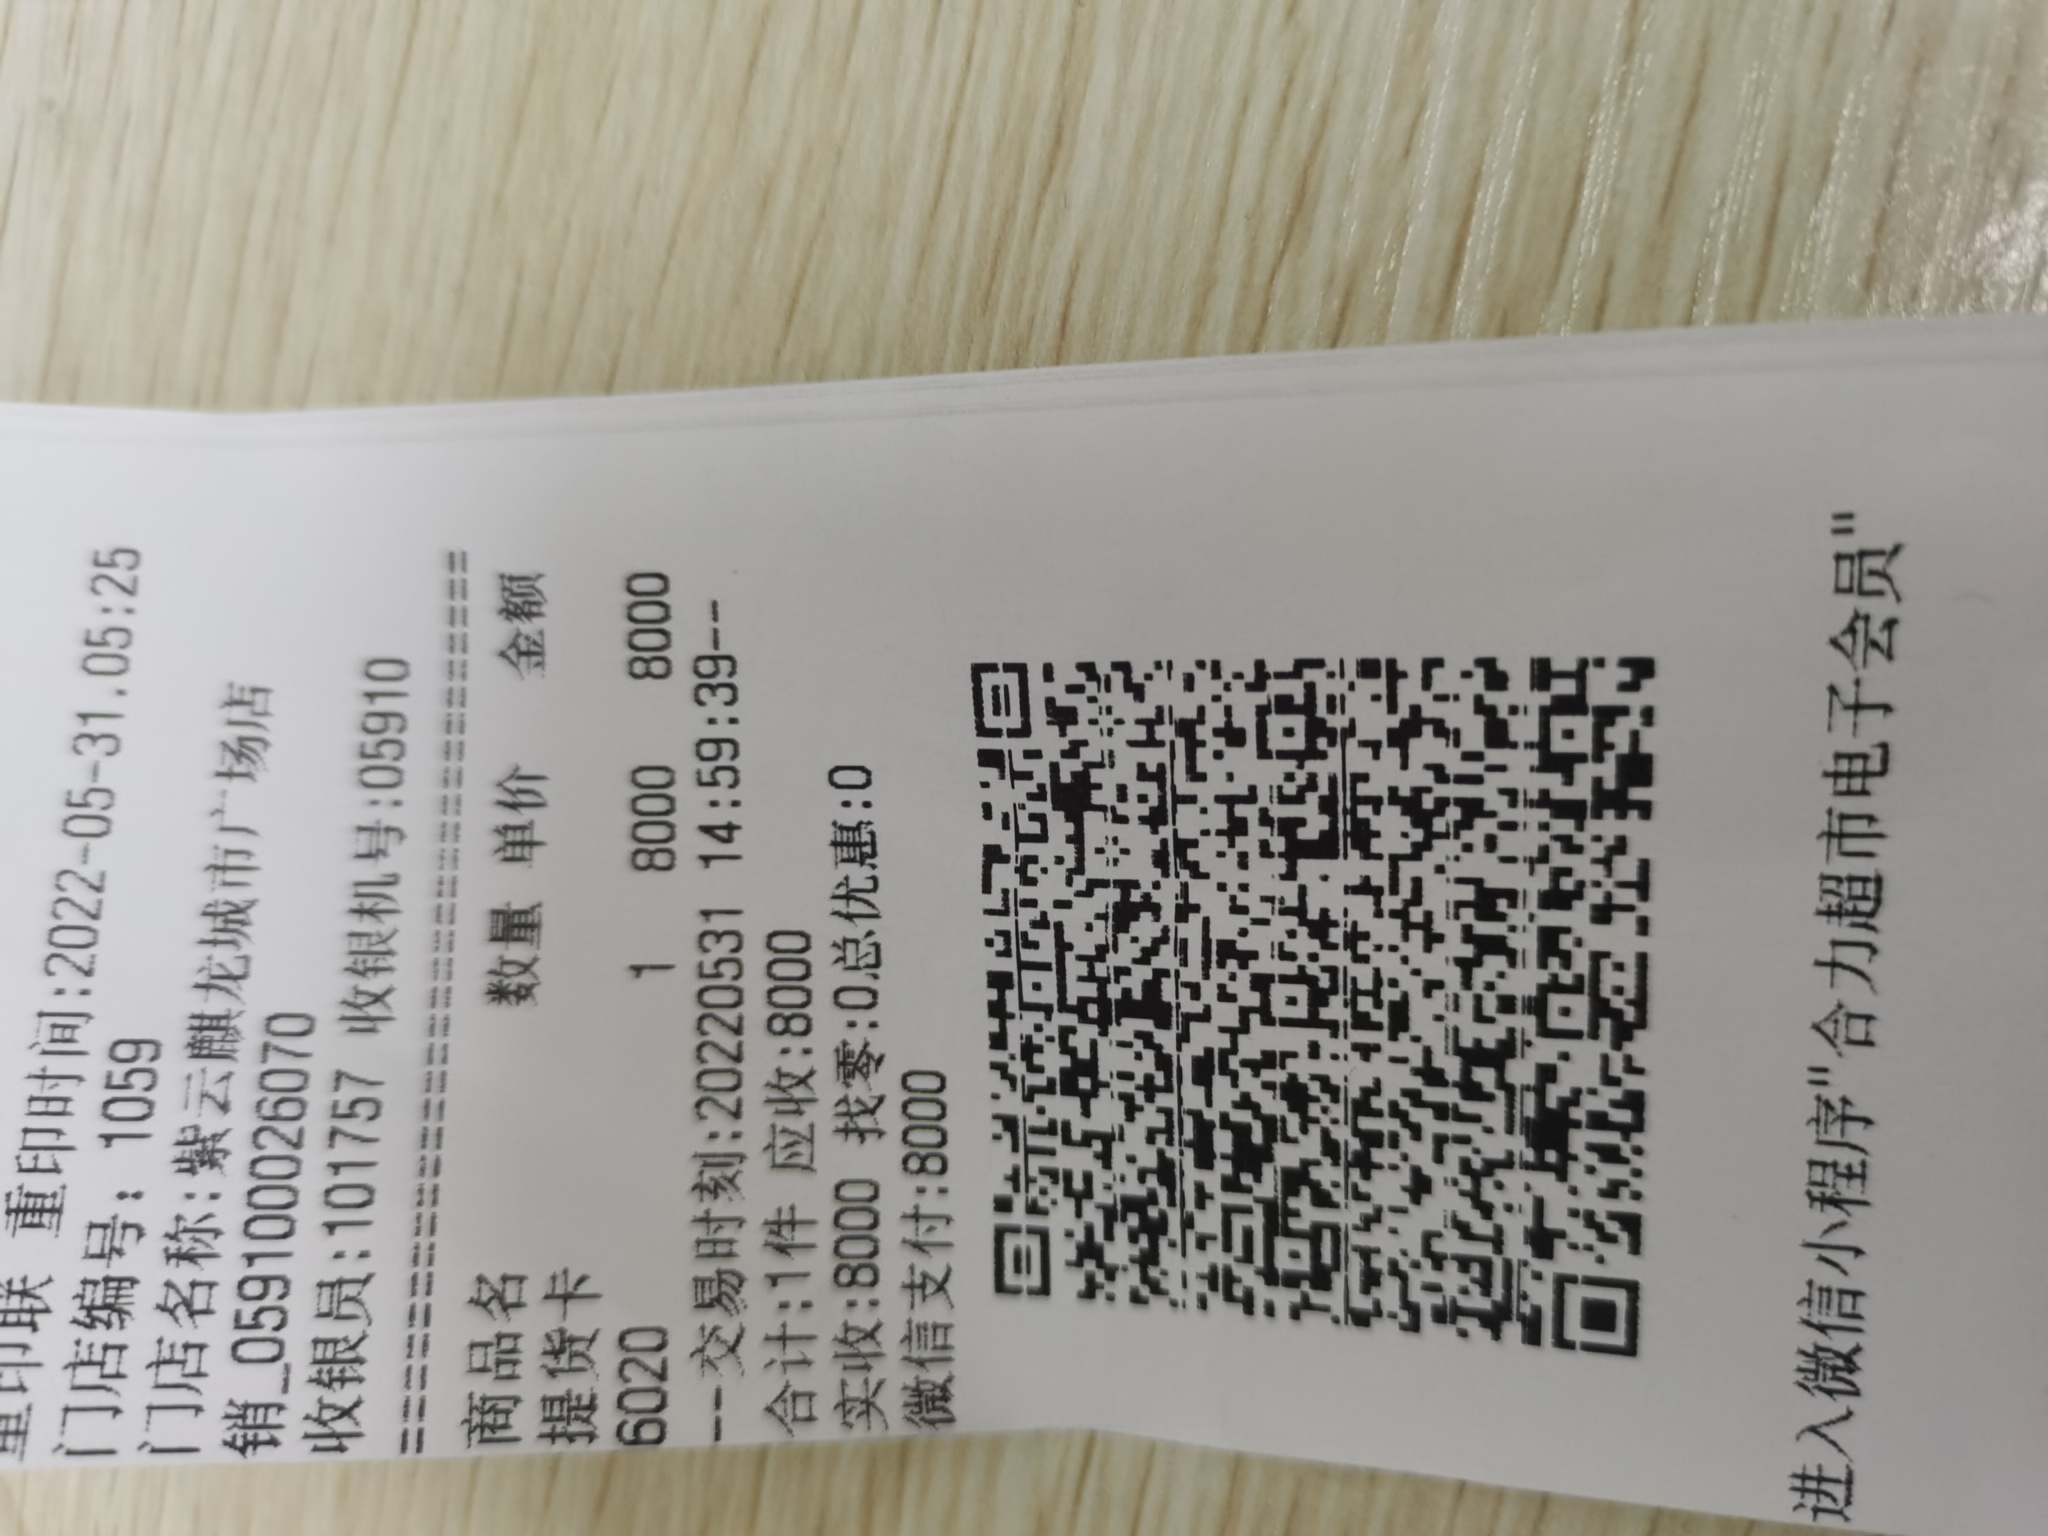 重印联 重印时间:2022-05-31.05:25
门店编号: 1059
门店名称:紫云麒龙城市广场店
销_0591000026070
收银员:101757 收银机号:05910
========================================
商品名 数量 单价 金额
提货卡
6020 1 8000 8000
---交易时刻:20220531 14:59:39--
合计:1件 应收:8000
实收:8000 找零:0总优惠:0
微信支付:8000
进入微信小程序"合力超市电子会员"